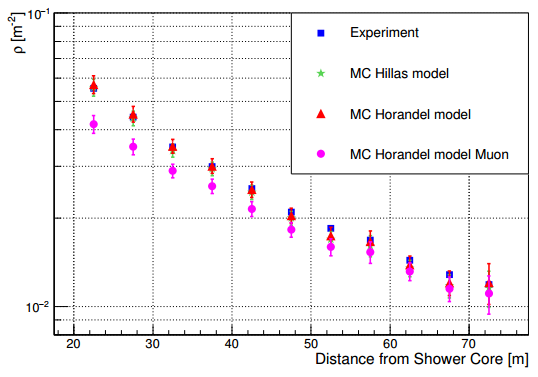 10⁻¹
ρ [m⁻²]
Experiment
MC Hillas model
MC Horandel model
MC Horandel model Muon
10⁻²
20 30 40 50 60 70
Distance from Shower Core [m]